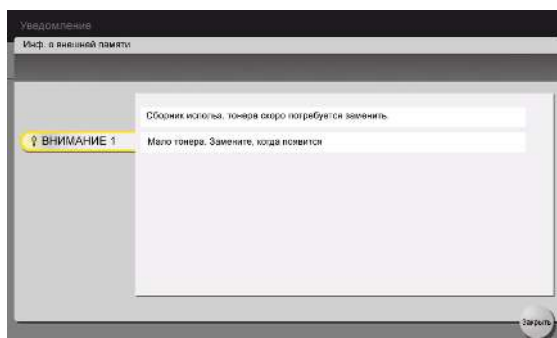 Уведомление
Инф. о внешней памяти
Сборник использ. тонера скоро потребуется заменить.
ВНИМАНИЕ 1
Мало тонера. Замените, когда появится
Закрыть